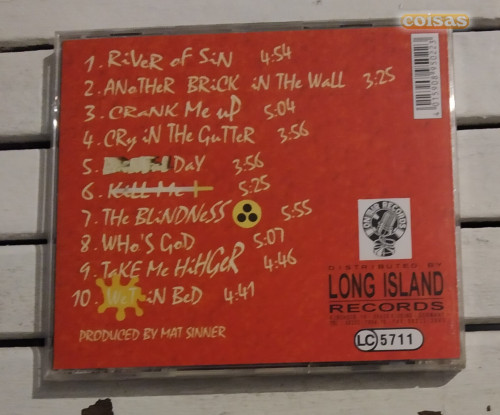 coisas
1. RiVER of SiN 4:54
2. ANoTHER BRiCK iN THE WaLL 3:25
3. CRANK Me uP 5:04
4. CRy iN THE GuTTER 3:56
5. DaY 3:56
6. KiLL Me 5:25
7. THE BLiNDNeSS 5:55
8. WHo'S GoD 5:07
9. TaKE Me HiHGER 4:46
10. WeT iN BeD 4:41
PRODUCED BY MAT SINNER
DISTRIBUTED BY
LONG ISLAND
RECORDS
LC 5711